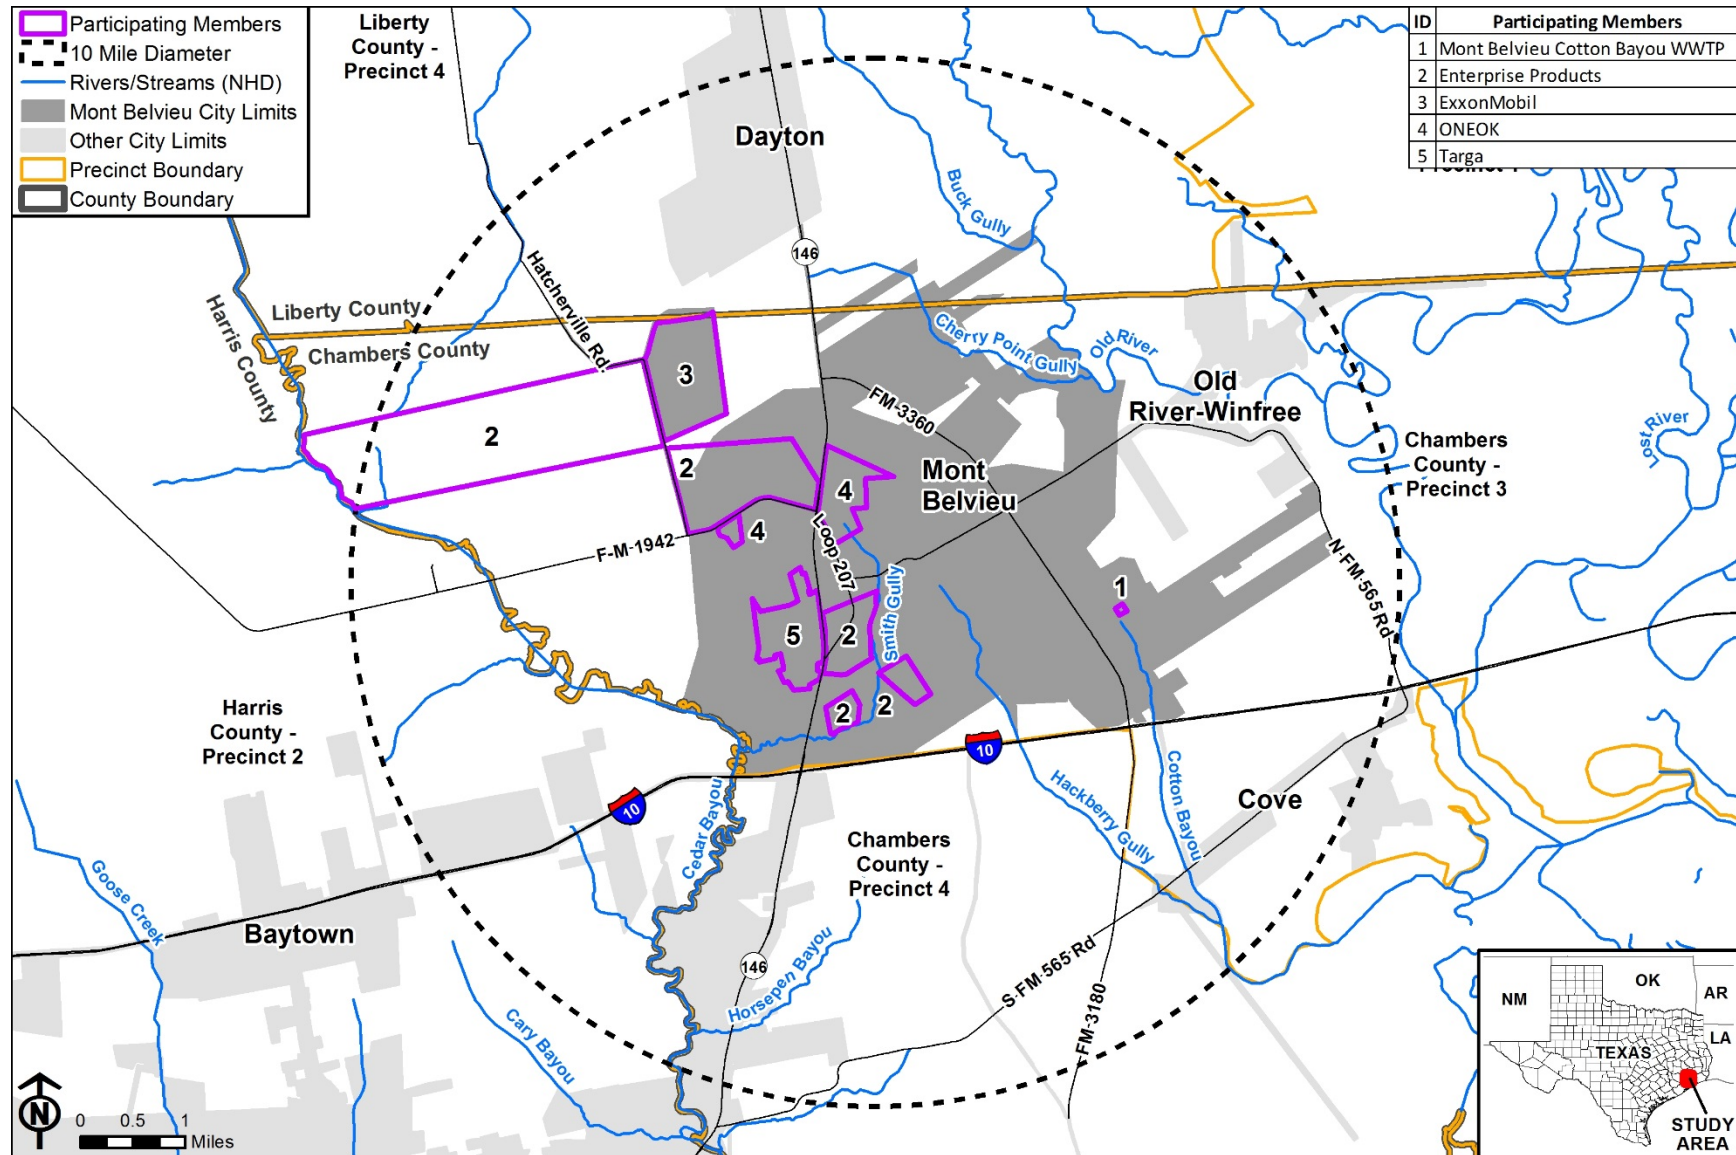 Participating Members
10 Mile Diameter
Rivers/Streams (NHD)
Mont Belvieu City Limits
Other City Limits
Precinct Boundary
County Boundary
Liberty
County -
Precinct 4
ID Participating Members
1 Mont Belvieu Cotton Bayou WWTP
2 Enterprise Products
3 ExxonMobil
4 ONEOK
5 Targa
Dayton
Buck Gully
146
Hatcherville Rd.
Harris County
Liberty County
Chambers County
Cherry Point Gully
Old River
Old
River-Winfree
3
FM-3360
2
2
Mont
Belvieu
4
Chambers
County -
Precinct 3
Lost River
4
F-M-1942
Loop 207
N-FM-565 Rd
Smith Gully
1
5
2
2
2
Harris
County -
Precinct 2
10
10
Cedar Bayou
Hackberry Gully
Cotton Bayou
Cove
Chambers
County -
Precinct 4
Goose Creek
Baytown
146
Horsepen Bayou
S-FM-565 Rd
FM-3180
Cary Bayou
N
0 0.5 1
Miles
NM
OK
AR
LA
TEXAS
STUDY
AREA